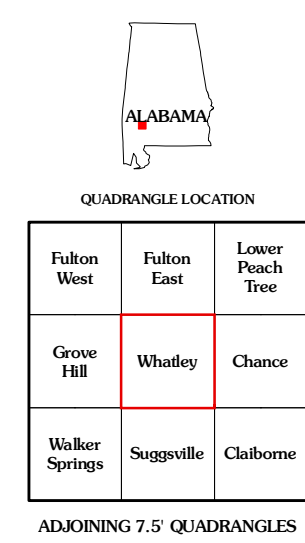 ALABAMA
QUADRANGLE LOCATION
Fulton
West
Fulton
East
Lower
Peach
Tree
Grove
Hill
Whatley
Chance
Walker
Springs
Suggsville
Claiborne
ADJOINING 7.5' QUADRANGLES